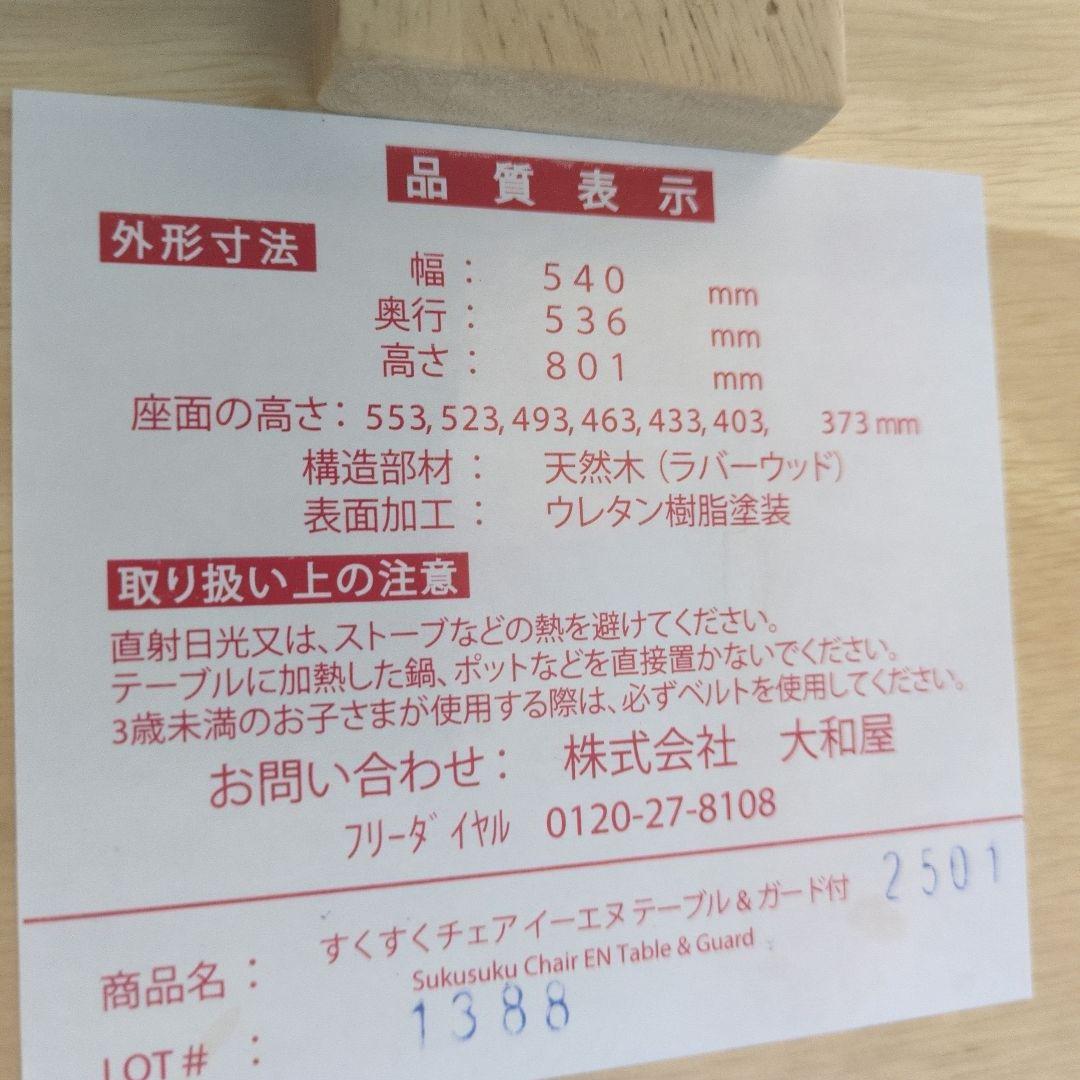 品質表示
外形寸法
幅： 540 mm
奥行： 536 mm
高さ： 801 mm
座面の高さ：553,523,493,463,433,403, 373mm
構造部材： 天然木（ラバーウッド）
表面加工： ウレタン樹脂塗装
取り扱い上の注意
直射日光又は、ストーブなどの熱を避けてください。
テーブルに加熱した鍋、ポットなどを直接置かないでください。
3歳未満のお子さまが使用する際は、必ずベルトを使用してください。
お問い合わせ： 株式会社 大和屋
ﾌﾘｰﾀﾞｲﾔﾙ 0120-27-8108
2501
商品名： すくすくチェアイーエヌテーブル＆ガード付
Sukusuku Chair EN Table & Guard
LOT#： 1388